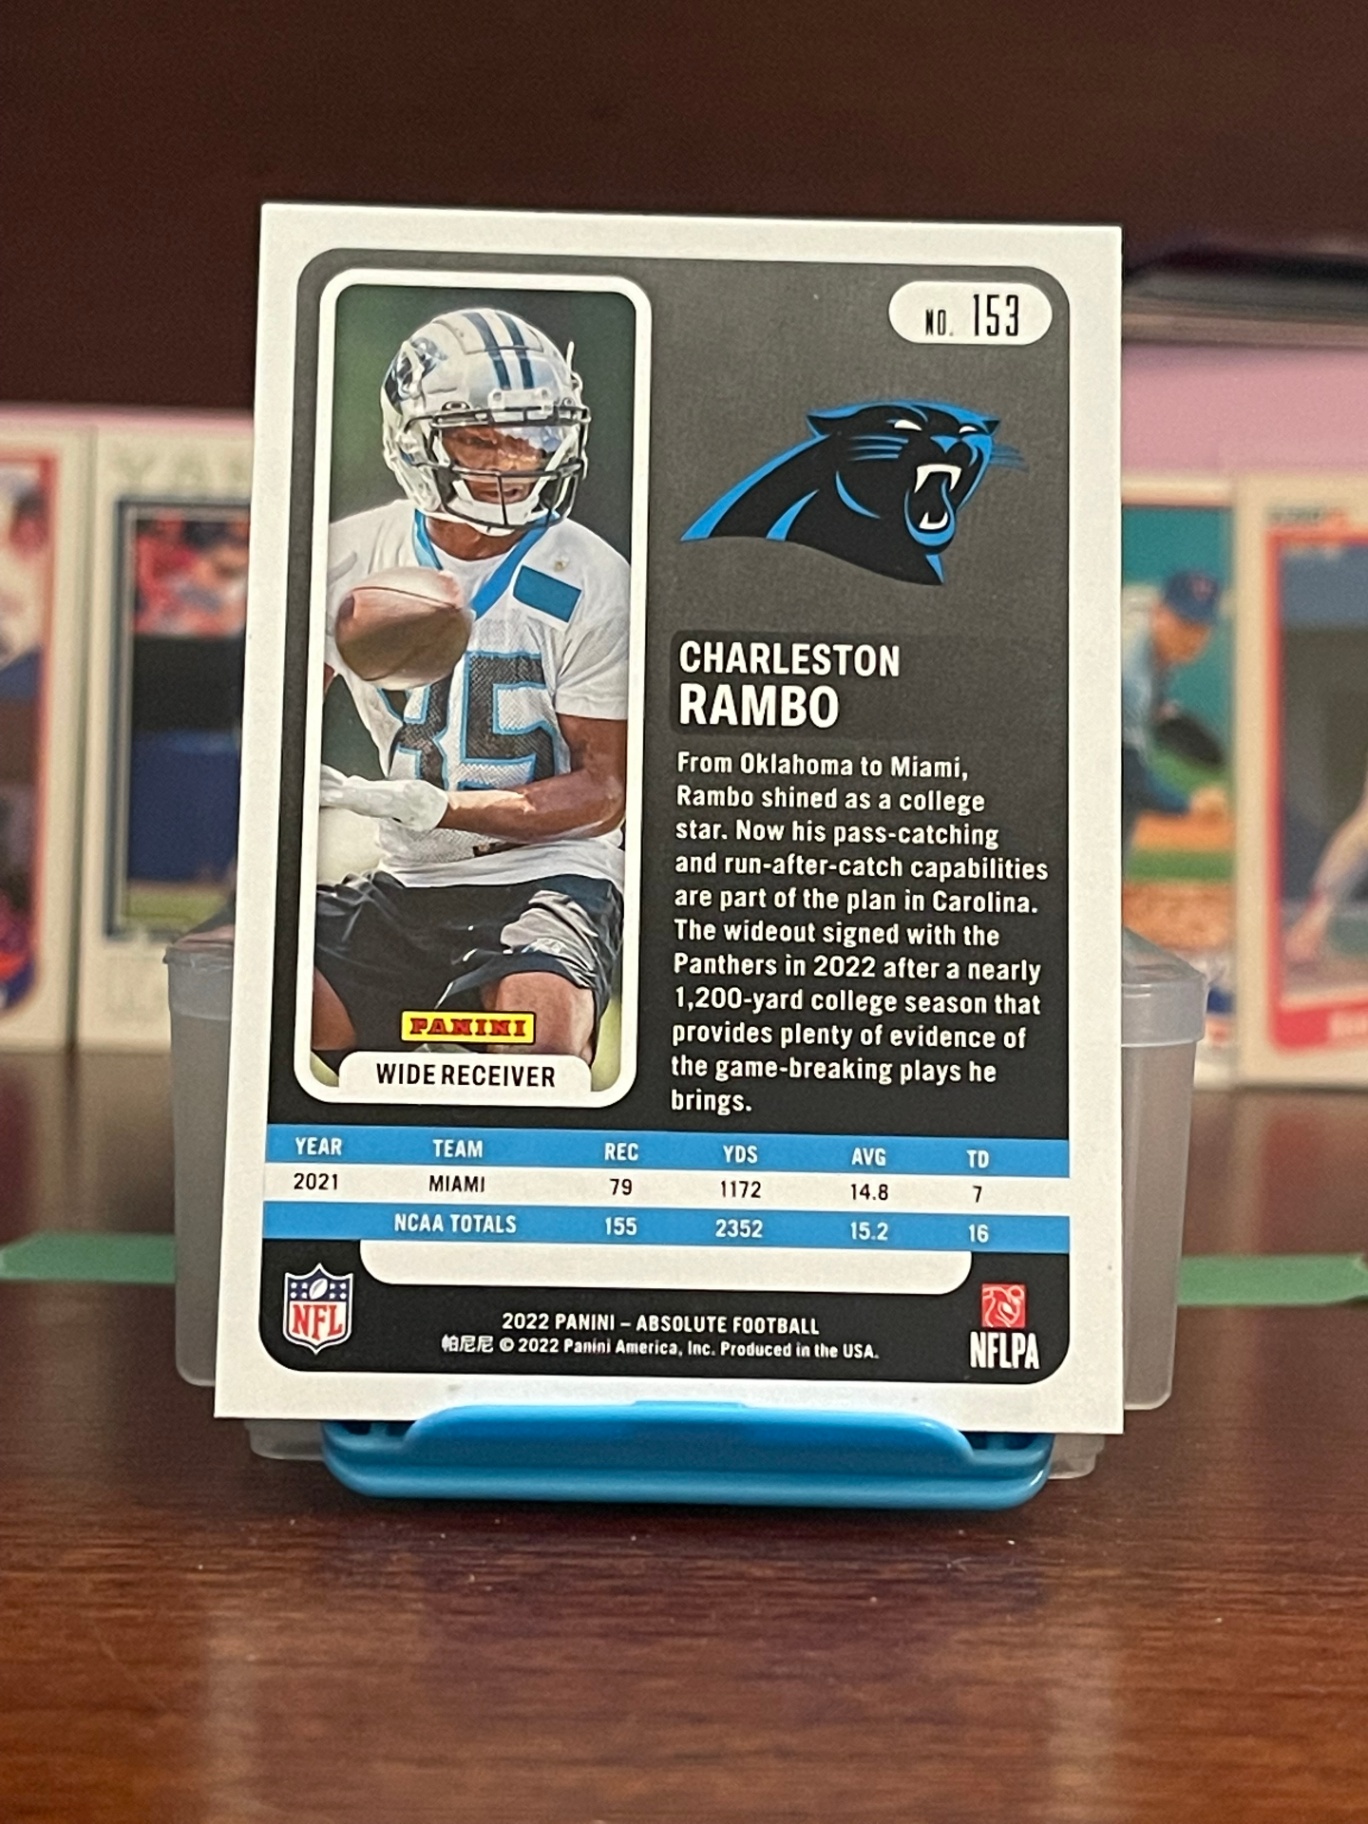 NO. 153
CHARLESTON
RAMBO
From Oklahoma to Miami,
Rambo shined as a college
star. Now his pass-catching
and run-after-catch capabilities
are part of the plan in Carolina.
The wideout signed with the
Panthers in 2022 after a nearly
1,200-yard college season that
provides plenty of evidence of
the game-breaking plays he
brings.
85
PANINI
WIDE RECEIVER
YEAR TEAM REC YDS AVG TD
2021 MIAMI 79 1172 14.8 7
NCAA TOTALS 155 2352 15.2 16
NFL
2022 PANINI – ABSOLUTE FOOTBALL
帕尼尼 © 2022 Panini America, Inc. Produced in the USA.
NFLPA